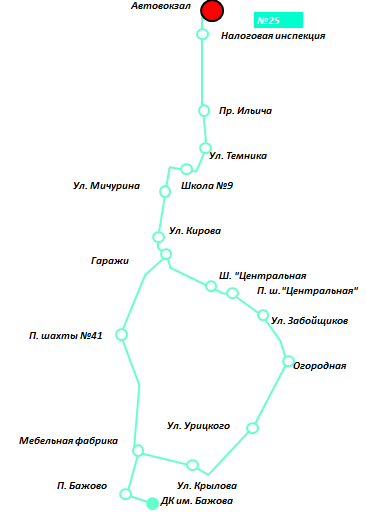 Автовокзал
№25
Налоговая инспекция
Пр. Ильича
Ул. Темника
Школа №9
Ул. Мичурина
Ул. Кирова
Гаражи
Ш. "Центральная
П. ш."Центральная"
Ул. Забойщиков
П. шахты №41
Огородная
Ул. Урицкого
Мебельная фабрика
П. Бажово
Ул. Крылова
ДК им. Бажова